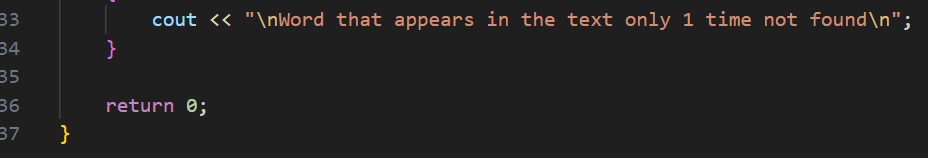 33 cout << "\nWord that appears in the text only 1 time not found\n";
34 }
35
36 return 0;
37 }